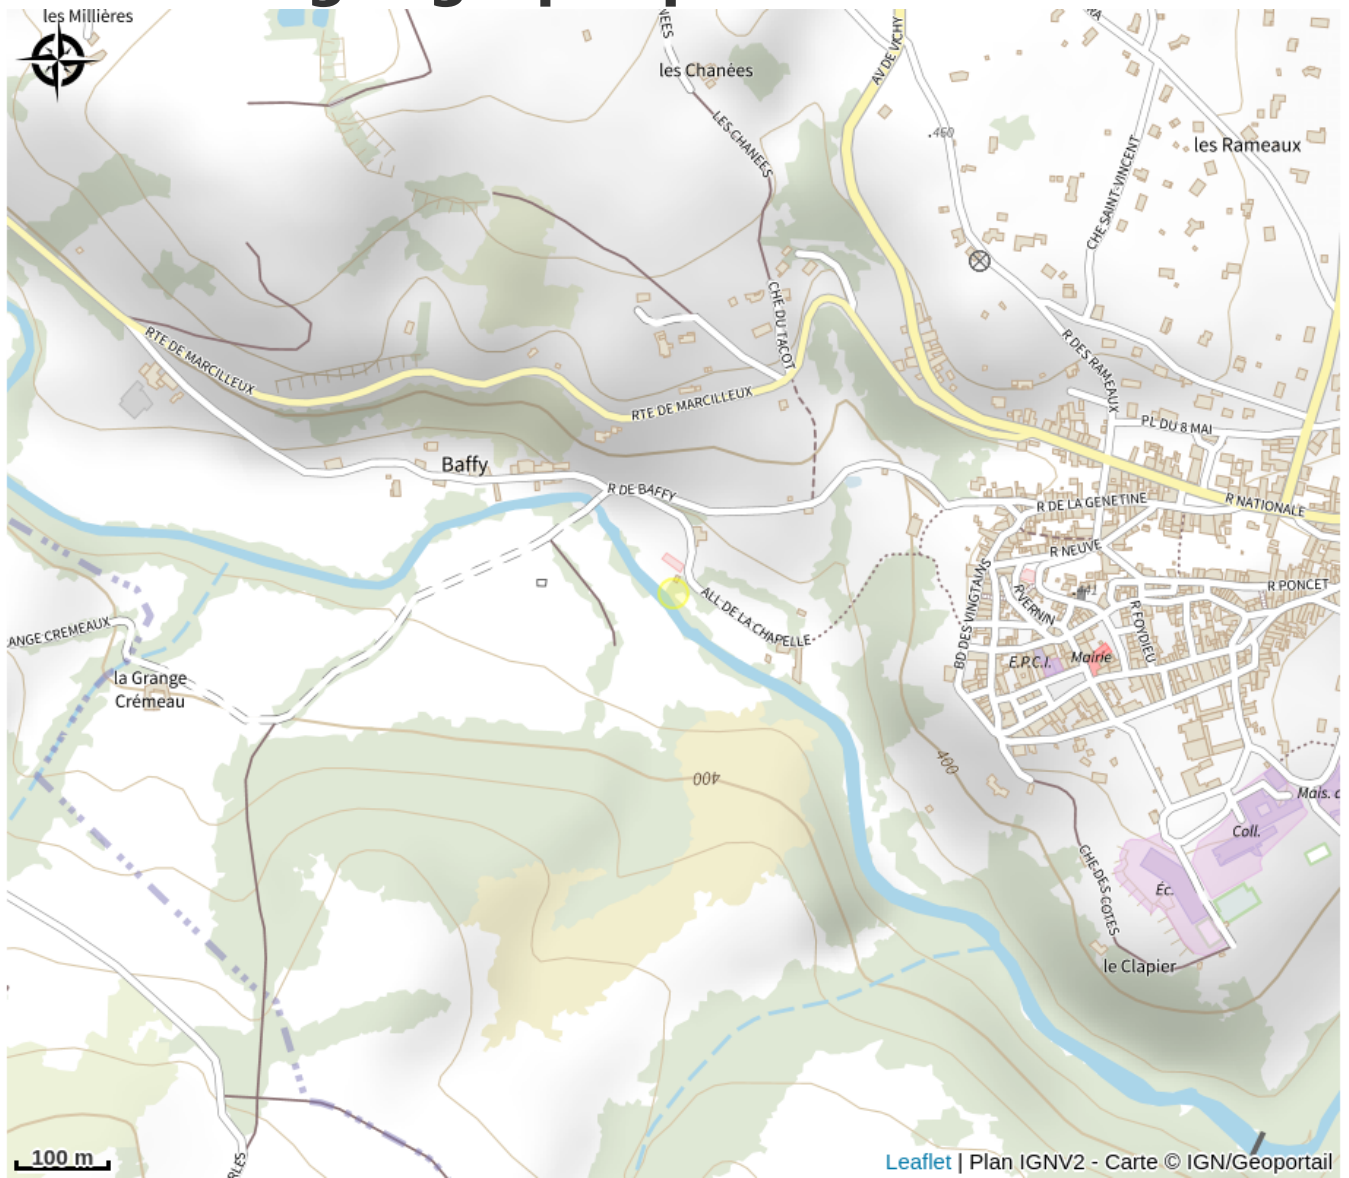 les Millières
les Chanées
AV DE VICHY
LES CHANEES
.460
les Rameaux
CHE SAINT-VINCENT
CHE DU TACOT
RTE DE MARCILLEUX
RTE DE MARCILLEUX
R DES RAMEAUX
PL DU 8 MAI
Baffy
R DE BAFFY
R DE LA GENETINE
R NATIONALE
R NEUVE
BD DES VINGTAINS
R VERNIN
R FOYDIEU
R PONCET
ALL DE LA CHAPELLE
E.P.C.I.
Mairie
la Grange
Crémeau
400
400
Coll.
Éc.
CHE DES COTES
le Clapier
100 m
Leaflet | Plan IGNV2 - Carte © IGN/Geoportail